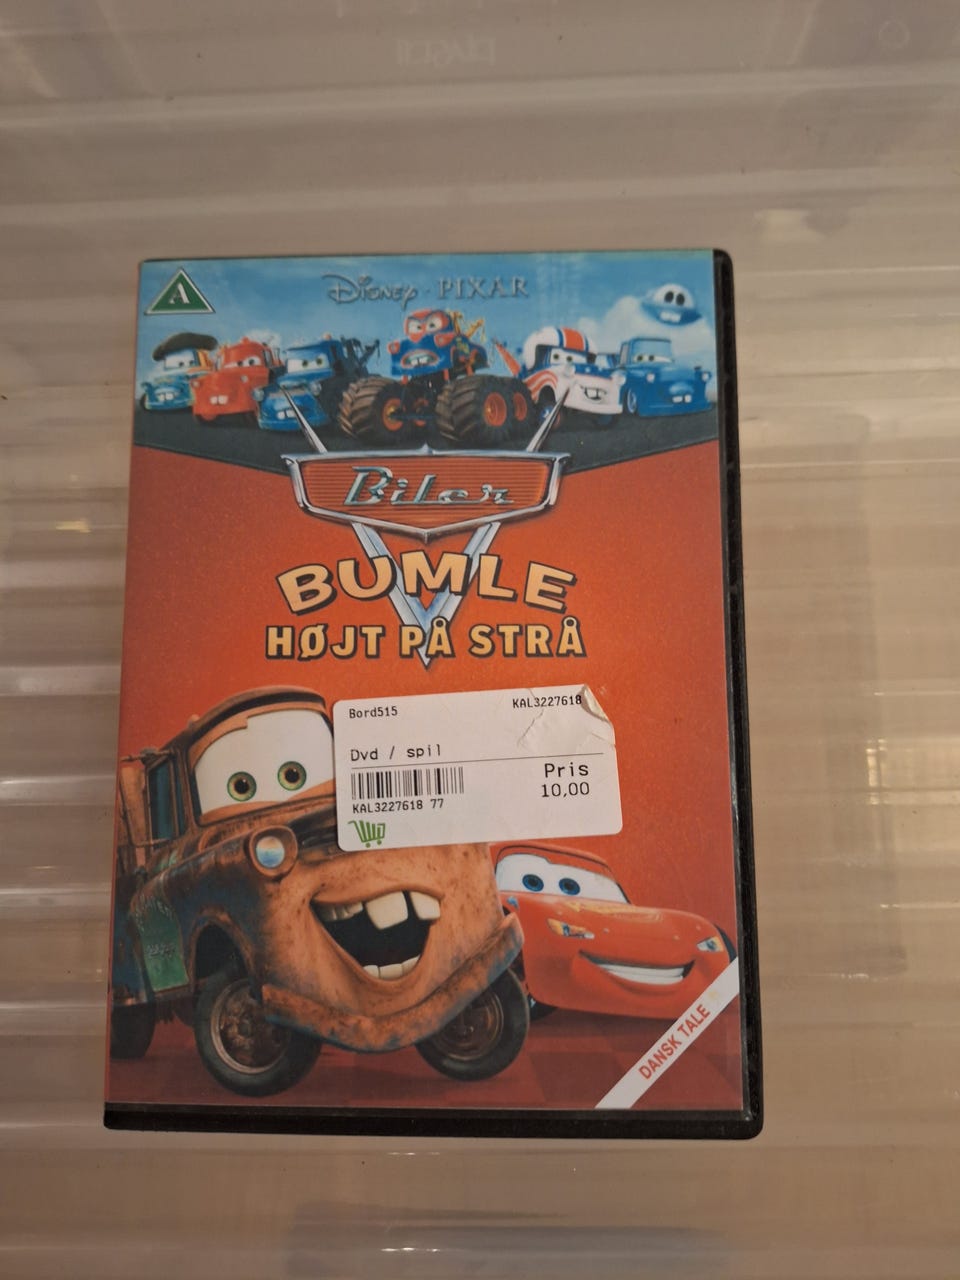 A
DISNEY · PIXAR
Biler
BUMLE
HØJT PÅ STRÅ
Bord515 KAL3227618
Dvd / spil
Pris
10,00
KAL3227618 77
DANSK TALE